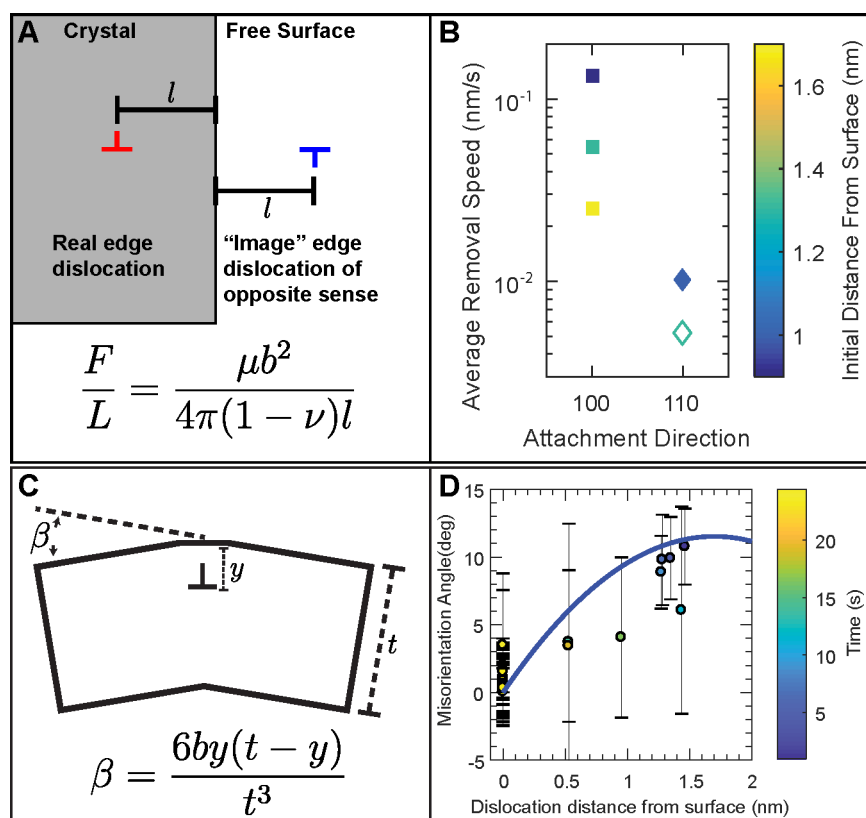 A
Crystal
Free Surface
l
l
Real edge
dislocation
“Image” edge
dislocation of
opposite sense
F/L = μb²/4π(1 − ν)l
B
Average Removal Speed (nm/s)
10⁻¹
10⁻²
100
110
Attachment Direction
1.6
1.4
1.2
1
Initial Distance From Surface (nm)
C
β
y
t
β = 6by(t − y)/t³
D
Misorientation Angle(deg)
15
10
5
0
-5
0
0.5
1
1.5
2
Dislocation distance from surface (nm)
20
15
10
5
Time (s)